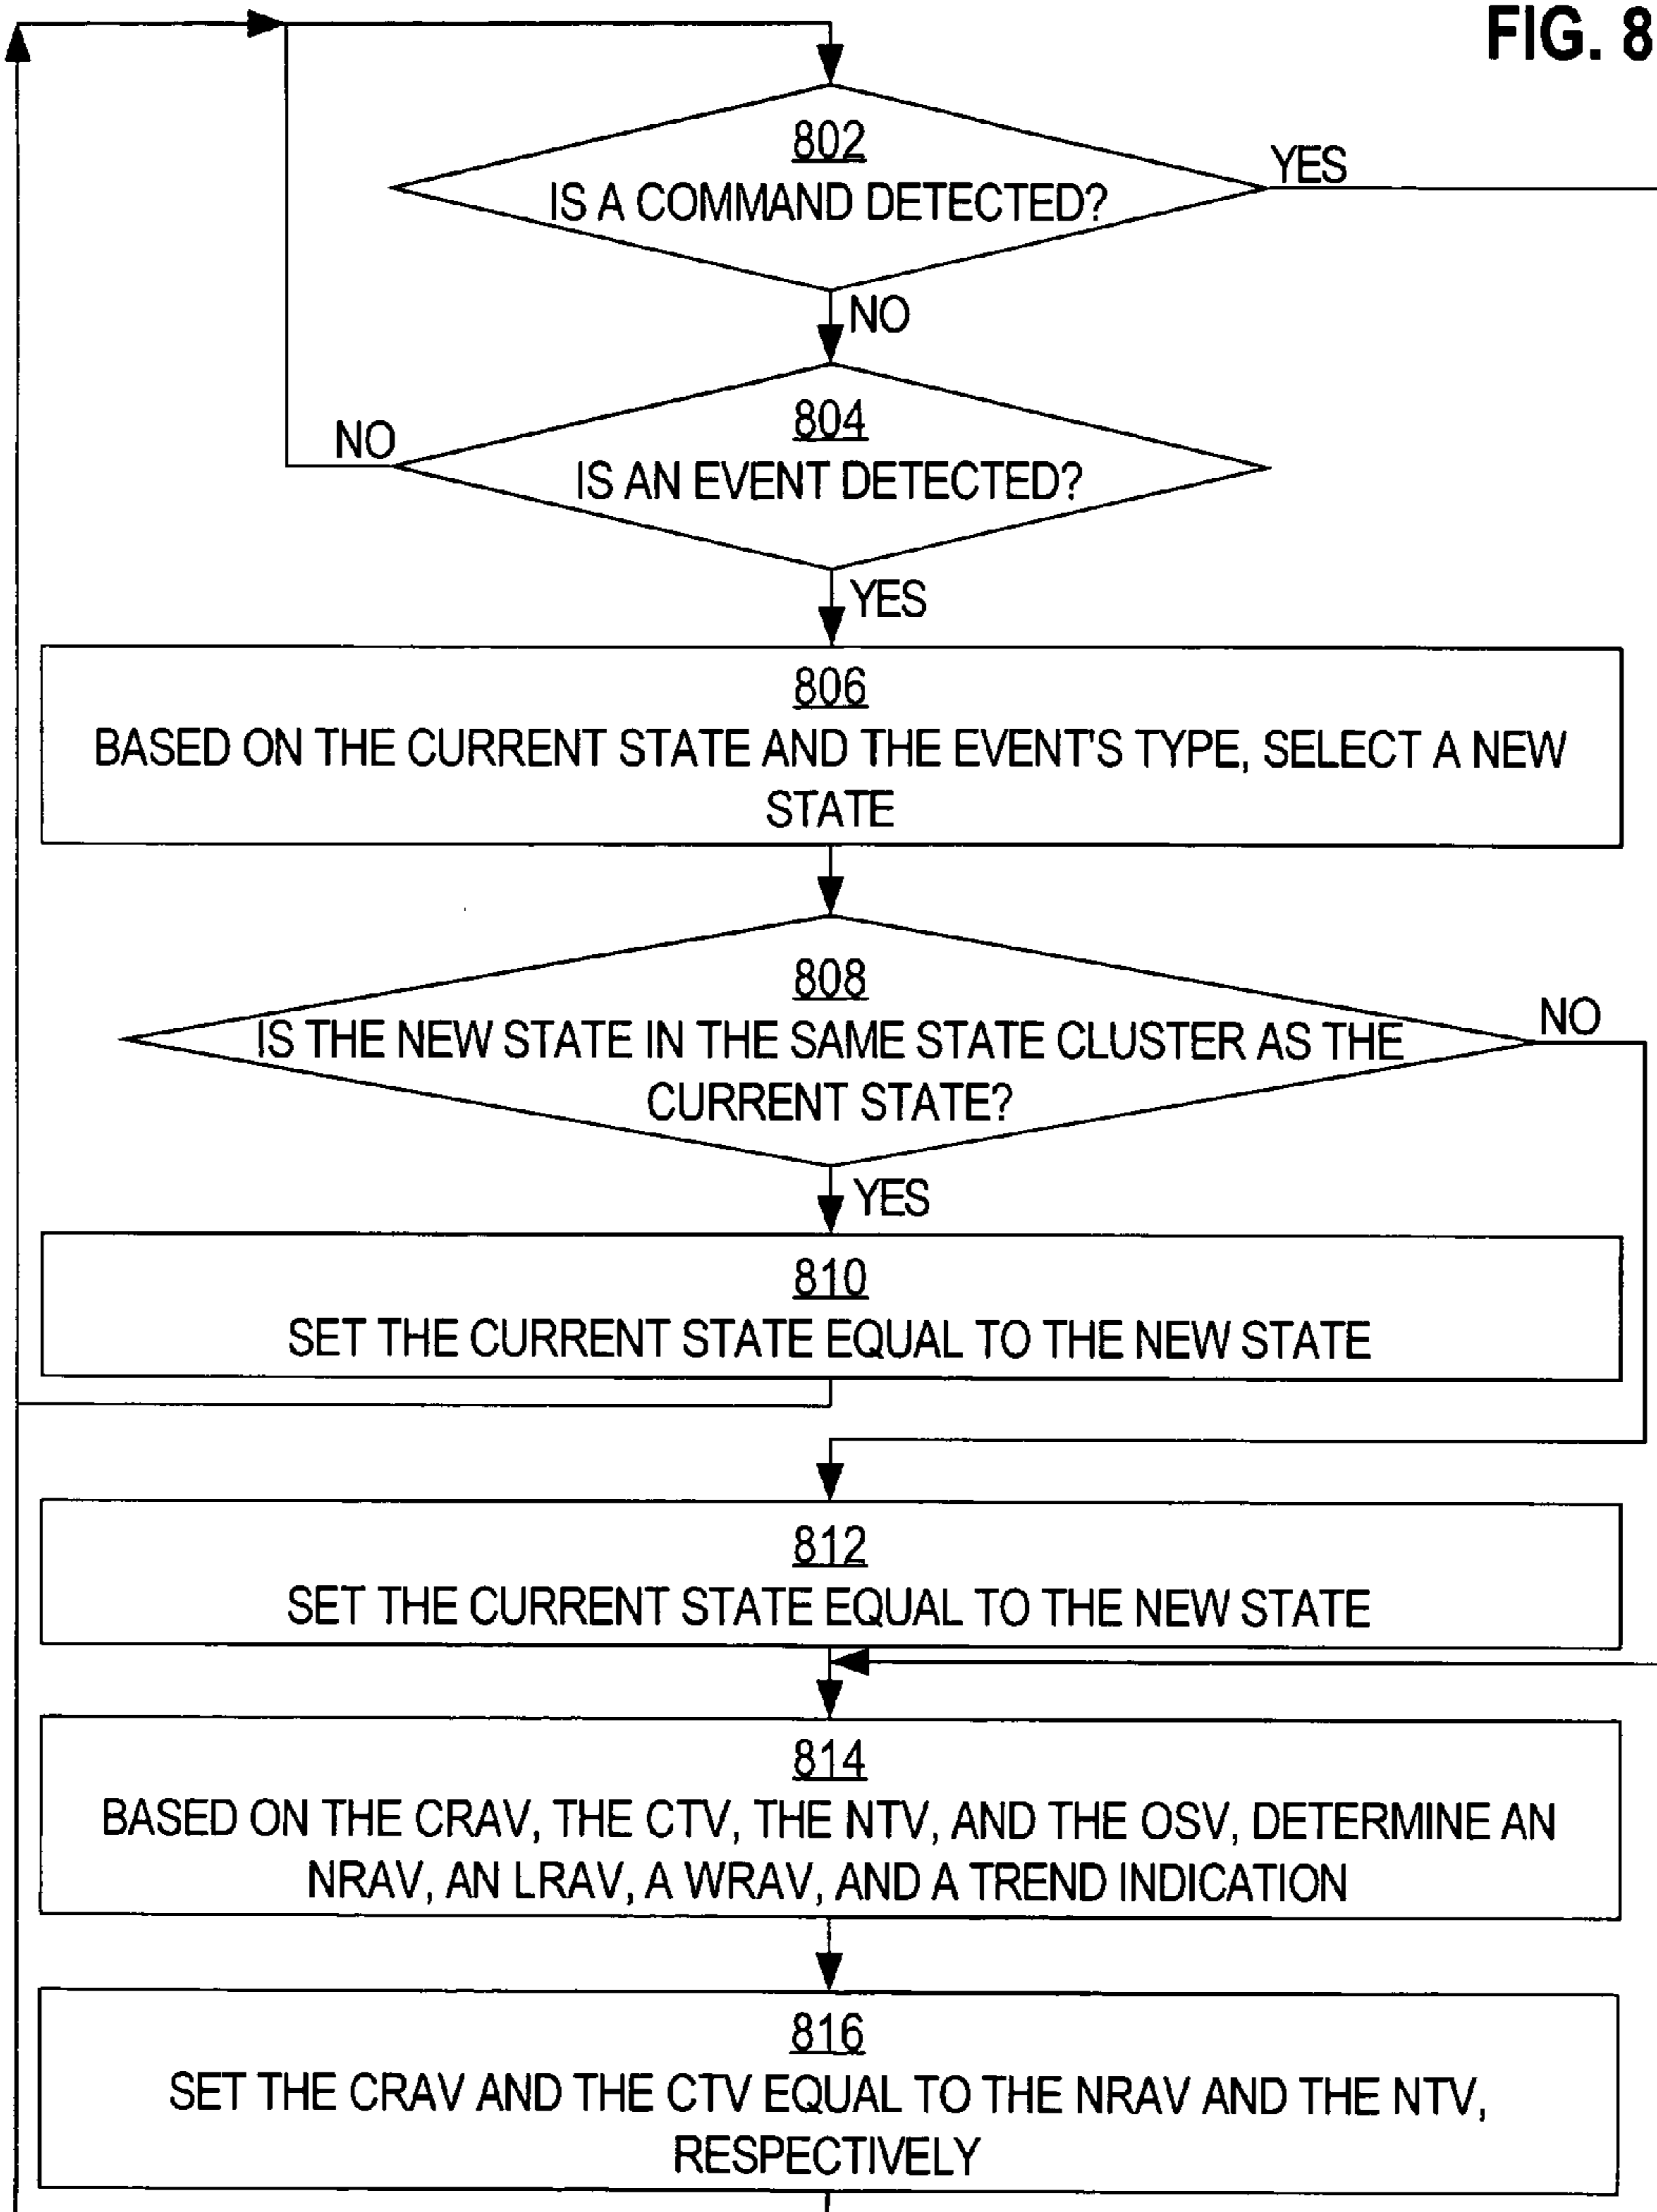 FIG. 8
802
IS A COMMAND DETECTED?
YES
NO
804
IS AN EVENT DETECTED?
NO
YES
806
BASED ON THE CURRENT STATE AND THE EVENT'S TYPE, SELECT A NEW
STATE
808
IS THE NEW STATE IN THE SAME STATE CLUSTER AS THE
CURRENT STATE?
NO
YES
810
SET THE CURRENT STATE EQUAL TO THE NEW STATE
812
SET THE CURRENT STATE EQUAL TO THE NEW STATE
814
BASED ON THE CRAV, THE CTV, THE NTV, AND THE OSV, DETERMINE AN
NRAV, AN LRAV, A WRAV, AND A TREND INDICATION
816
SET THE CRAV AND THE CTV EQUAL TO THE NRAV AND THE NTV,
RESPECTIVELY